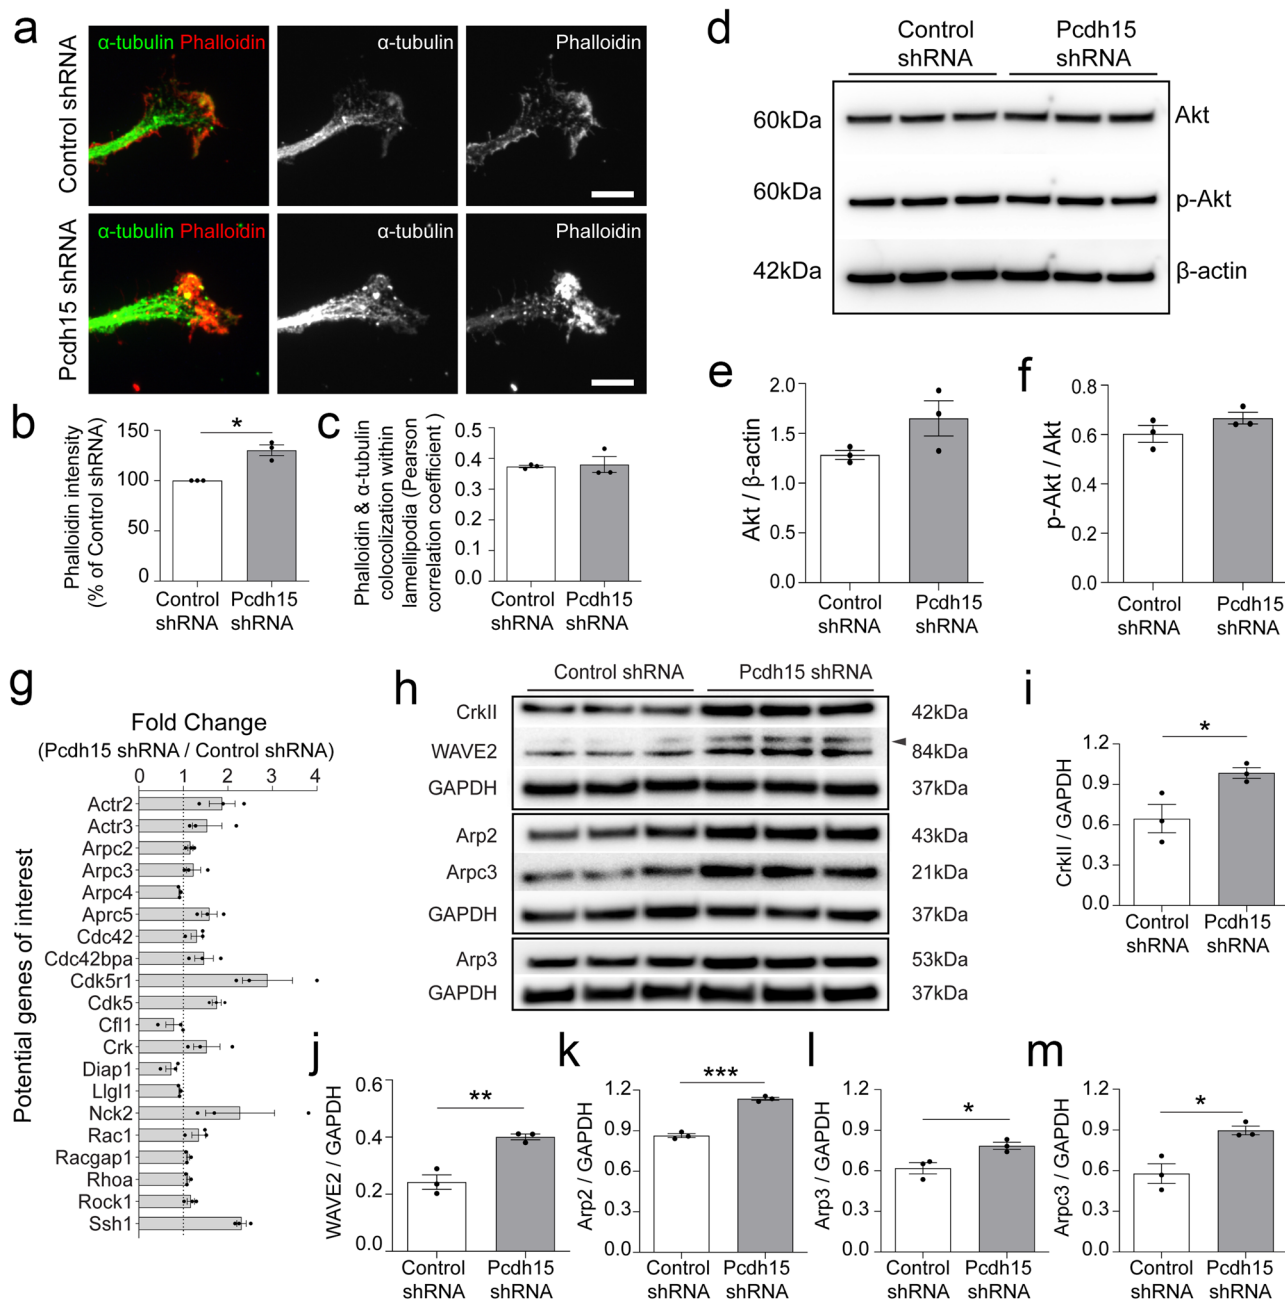 a
Control shRNA
α-tubulin Phalloidin
α-tubulin
Phalloidin
Pcdh15 shRNA
α-tubulin Phalloidin
α-tubulin
Phalloidin
b
Phalloidin intensity
(% of Control shRNA)
150
100
50
0
*
Control
shRNA
Pcdh15
shRNA
c
Phalloidin & α-tubulin
colocolization within
lamellipodia (Pearson
correlation coefficient )
0.5
0.4
0.3
0.2
0.1
0.0
Control
shRNA
Pcdh15
shRNA
d
Control
shRNA
Pcdh15
shRNA
60kDa
Akt
60kDa
p-Akt
42kDa
β-actin
e
Akt / β-actin
2.0
1.5
1.0
0.5
0.0
Control
shRNA
Pcdh15
shRNA
f
p-Akt / Akt
0.8
0.6
0.4
0.2
0.0
Control
shRNA
Pcdh15
shRNA
g
Fold Change
(Pcdh15 shRNA / Control shRNA)
0 1 2 3 4
Potential genes of interest
Actr2
Actr3
Arpc2
Arpc3
Arpc4
Aprc5
Cdc42
Cdc42bpa
Cdk5r1
Cdk5
Cfl1
Crk
Diap1
Llgl1
Nck2
Rac1
Racgap1
Rhoa
Rock1
Ssh1
h
Control shRNA
Pcdh15 shRNA
CrkII
42kDa
WAVE2
84kDa
GAPDH
37kDa
Arp2
43kDa
Arpc3
21kDa
GAPDH
37kDa
Arp3
53kDa
GAPDH
37kDa
i
CrkII / GAPDH
1.2
0.9
0.6
0.3
0.0
*
Control
shRNA
Pcdh15
shRNA
j
WAVE2 / GAPDH
0.6
0.4
0.2
0.0
**
Control
shRNA
Pcdh15
shRNA
k
Arp2 / GAPDH
1.2
0.9
0.6
0.3
0.0
***
Control
shRNA
Pcdh15
shRNA
l
Arp3 / GAPDH
1.2
0.9
0.6
0.3
0.0
*
Control
shRNA
Pcdh15
shRNA
m
Arpc3 / GAPDH
1.2
0.9
0.6
0.3
0.0
*
Control
shRNA
Pcdh15
shRNA